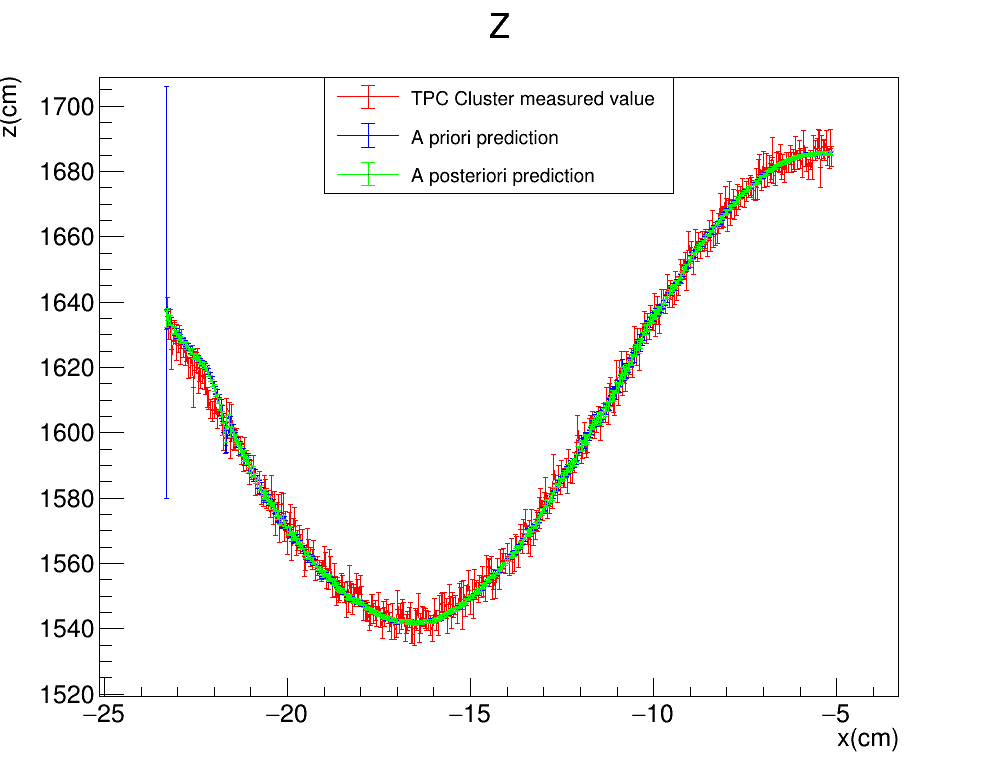 Z
z(cm)
TPC Cluster measured value
A priori prediction
A posteriori prediction
1700
1680
1660
1640
1620
1600
1580
1560
1540
1520
−25
−20
−15
−10
−5
x(cm)